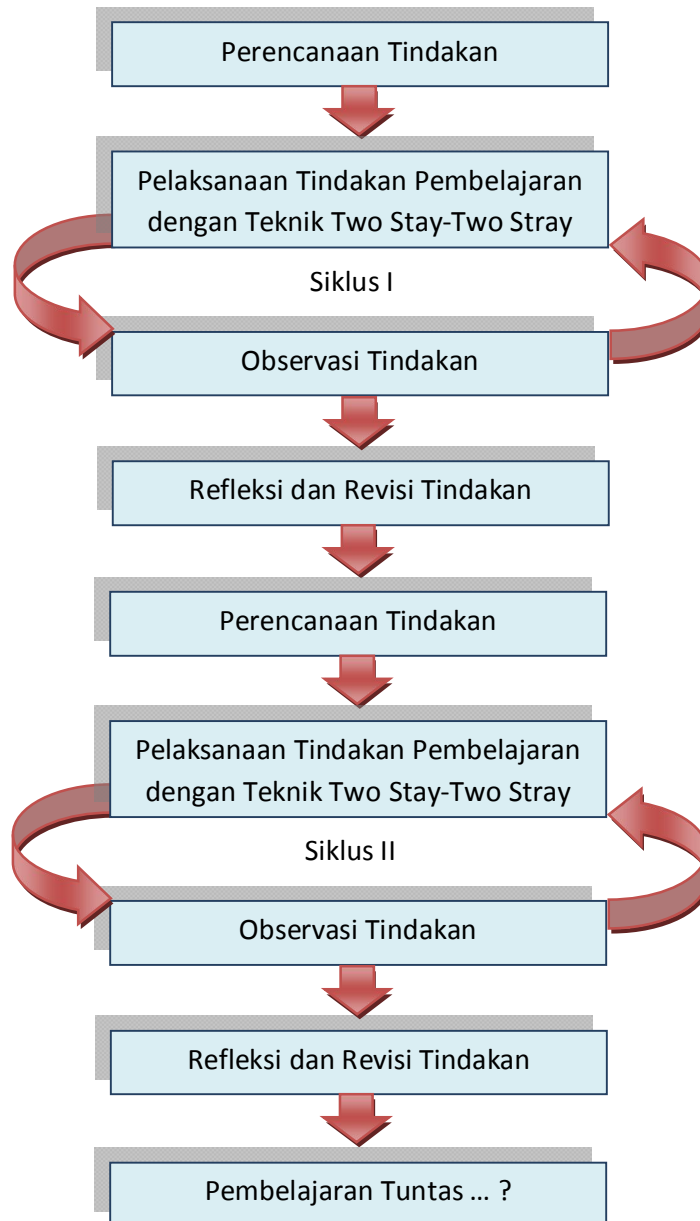 Perencanaan Tindakan
Pelaksanaan Tindakan Pembelajaran
dengan Teknik Two Stay-Two Stray
Siklus I
Observasi Tindakan
Refleksi dan Revisi Tindakan
Perencanaan Tindakan
Pelaksanaan Tindakan Pembelajaran
dengan Teknik Two Stay-Two Stray
Siklus II
Observasi Tindakan
Refleksi dan Revisi Tindakan
Pembelajaran Tuntas ... ?